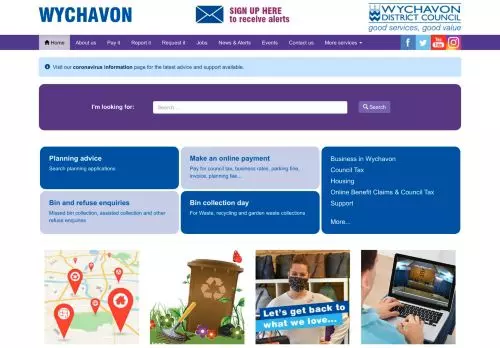 WYCHAVON
SIGN UP HERE
to receive alerts
WYCHAVON
DISTRICT COUNCIL
good services, good value
Home About us Pay it Report it Request it Jobs News & Alerts Events Contact us More services
You Tube
Visit our coronavirus information page for the latest advice and support available.
I'm looking for: Search ... Search
Planning advice
Search planning applications
Make an online payment
Pay for council tax, business rates, parking fine,
invoice, planning fee...
Bin and refuse enquiries
Missed bin collection, assisted collection and other
refuse enquiries
Bin collection day
For Waste, recycling and garden waste collections
Business in Wychavon
Council Tax
Housing
Online Benefit Claims & Council Tax
Support
More...
Let's get back to
what we love...